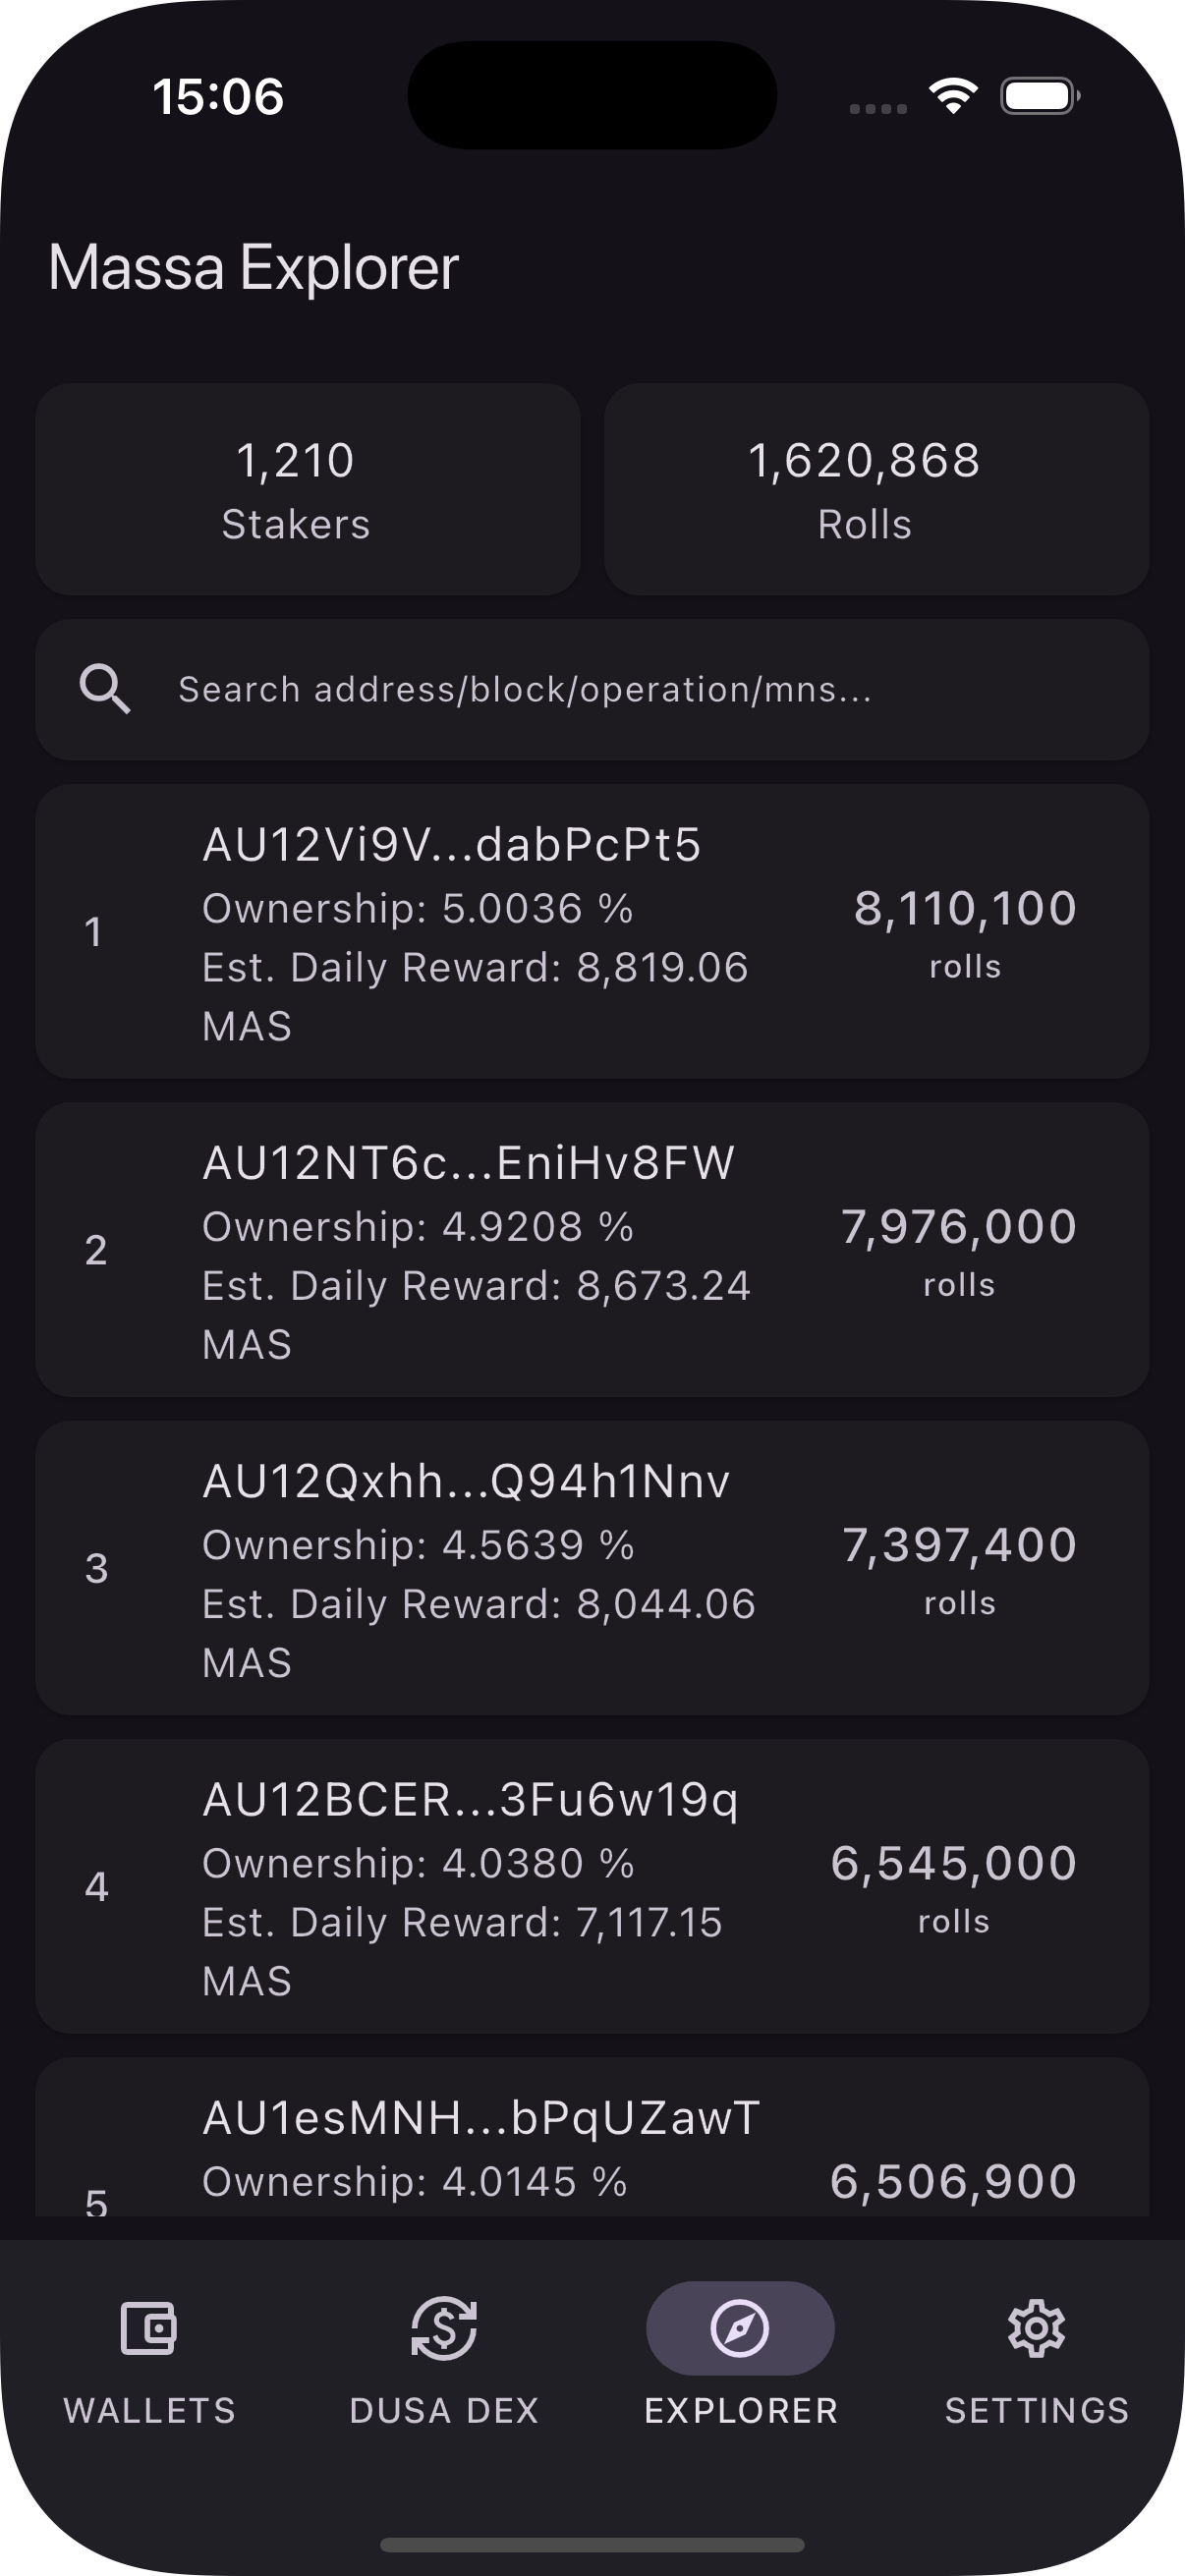 15:06
Massa Explorer
1,210
Stakers
1,620,868
Rolls
Search address/block/operation/mns...
1
AU12Vi9V...dabPcPt5
Ownership: 5.0036 %
Est. Daily Reward: 8,819.06
MAS
8,110,100
rolls
2
AU12NT6c...EniHv8FW
Ownership: 4.9208 %
Est. Daily Reward: 8,673.24
MAS
7,976,000
rolls
3
AU12Qxhh...Q94h1Nnv
Ownership: 4.5639 %
Est. Daily Reward: 8,044.06
MAS
7,397,400
rolls
4
AU12BCER...3Fu6w19q
Ownership: 4.0380 %
Est. Daily Reward: 7,117.15
MAS
6,545,000
rolls
5
AU1esMNH...bPqUZawT
Ownership: 4.0145 %
6,506,900
WALLETS
DUSA DEX
EXPLORER
SETTINGS